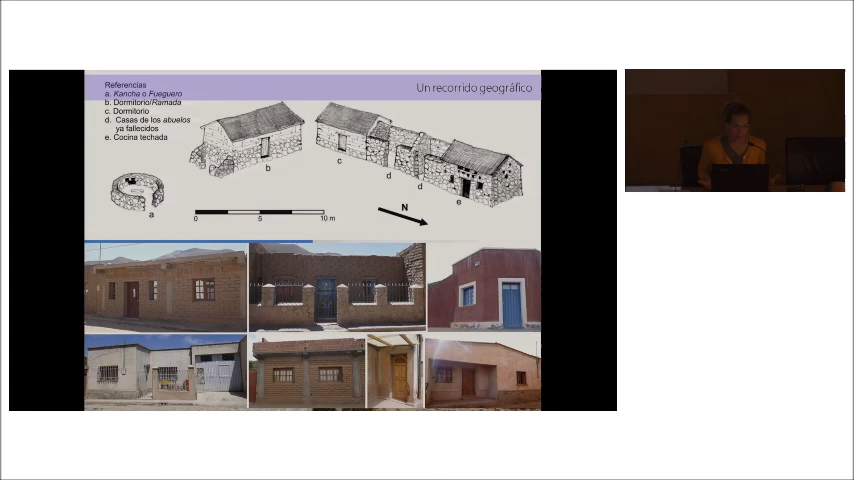 Referencias
Un recorrido geográfico
a. Kancha o Fueguero
b. Dormitorio/Ramada
c. Dormitorio
d. Casas de los abuelos
ya fallecidos
e. Cocina techada
b
c
d
d
e
a
N
0
5
10 m